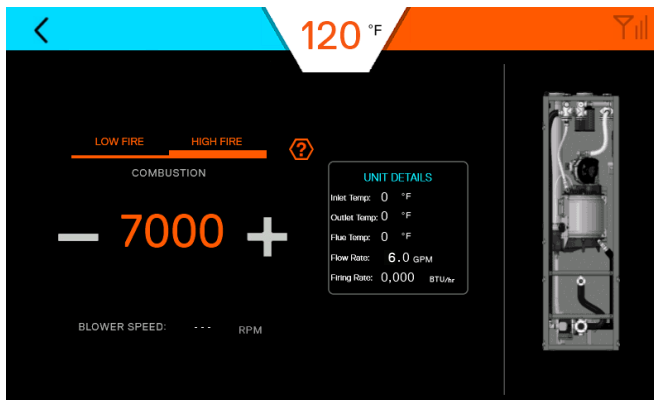 120 °F
LOW FIRE HIGH FIRE ?
COMBUSTION
— 7000 +
BLOWER SPEED: --- RPM
UNIT DETAILS
Inlet Temp: 0 °F
Outlet Temp: 0 °F
Flue Temp: 0 °F
Flow Rate: 6.0 GPM
Firing Rate: 0,000 BTU/hr